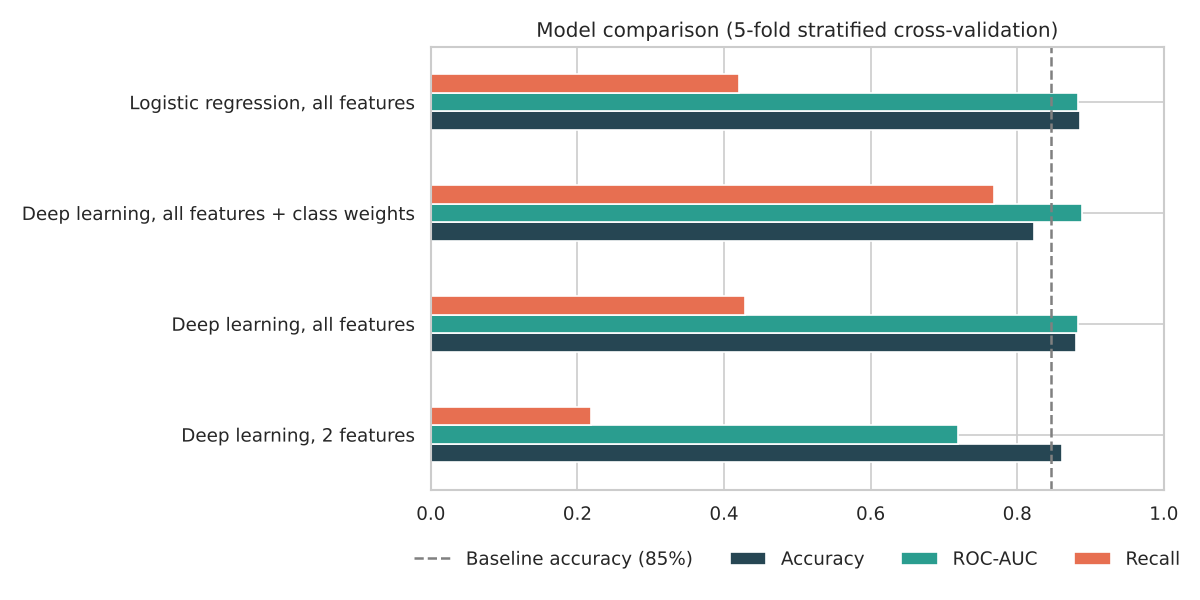 Model comparison (5-fold stratified cross-validation)
Logistic regression, all features
Deep learning, all features + class weights
Deep learning, all features
Deep learning, 2 features
0.0 0.2 0.4 0.6 0.8 1.0
Baseline accuracy (85%) Accuracy ROC-AUC Recall